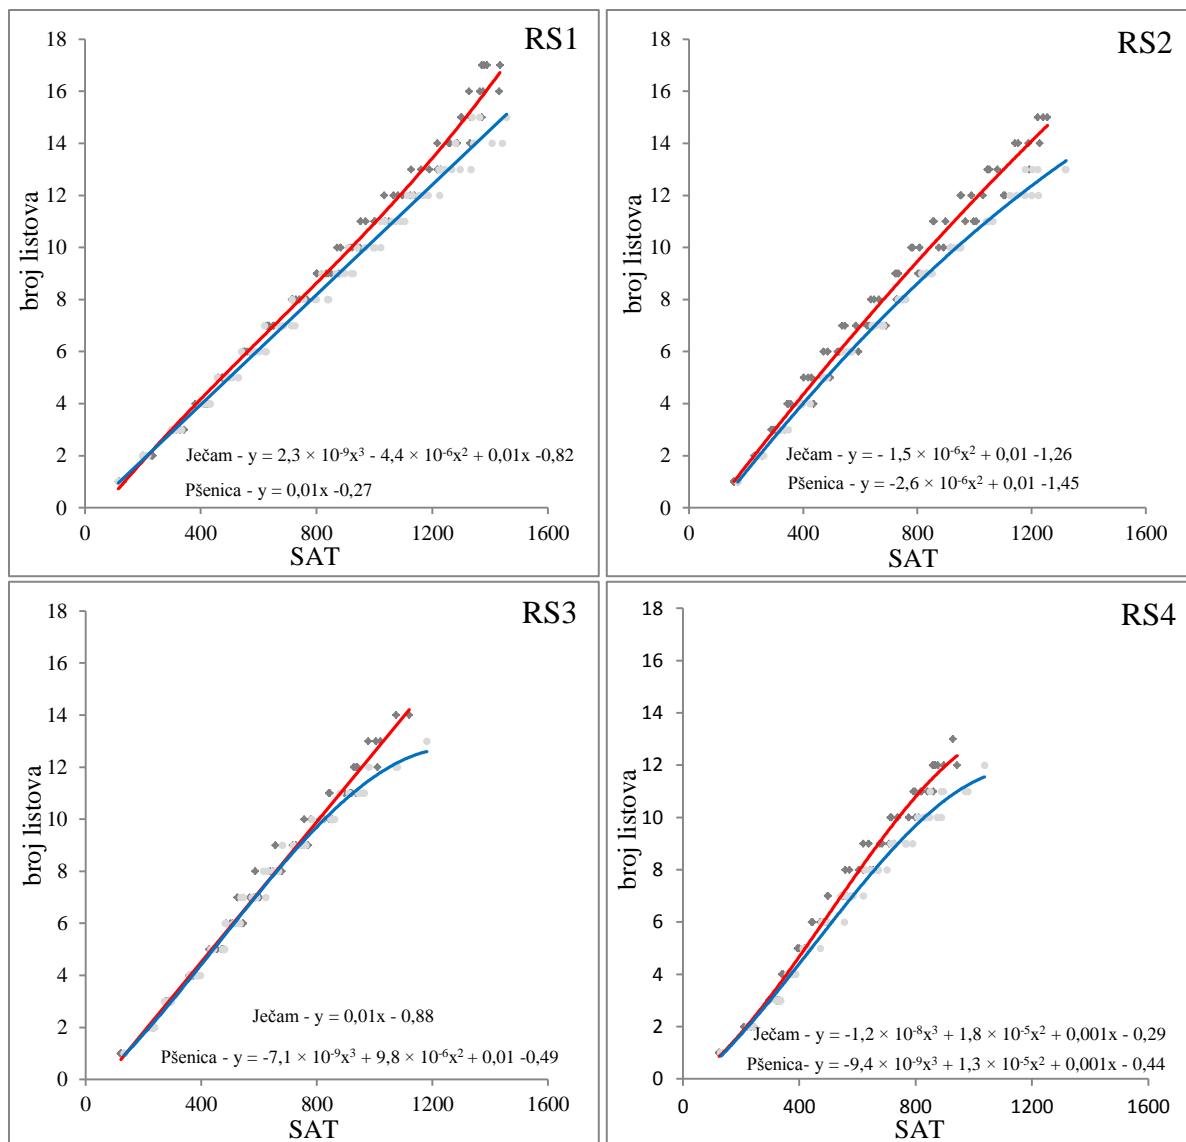 RS1
18
16
14
12
10
8
6
4
2
0
broj listova
Ječam - y = 2,3 × 10⁻⁹x³ - 4,4 × 10⁻⁶x² + 0,01x -0,82
Pšenica - y = 0,01x -0,27
0 400 800 1200 1600
SAT
RS2
18
16
14
12
10
8
6
4
2
0
broj listova
Ječam - y = - 1,5 × 10⁻⁶x² + 0,01 -1,26
Pšenica - y = -2,6 × 10⁻⁶x² + 0,01 -1,45
0 400 800 1200 1600
SAT
RS3
18
16
14
12
10
8
6
4
2
0
broj listova
Ječam - y = 0,01x - 0,88
Pšenica - y = -7,1 × 10⁻⁹x³ + 9,8 × 10⁻⁶x² + 0,01 -0,49
0 400 800 1200 1600
SAT
RS4
18
16
14
12
10
8
6
4
2
0
broj listova
Ječam - y = -1,2 × 10⁻⁸x³ + 1,8 × 10⁻⁵x² + 0,001x - 0,29
Pšenica- y = -9,4 × 10⁻⁹x³ + 1,3 × 10⁻⁵x² + 0,001x - 0,44
0 400 800 1200 1600
SAT